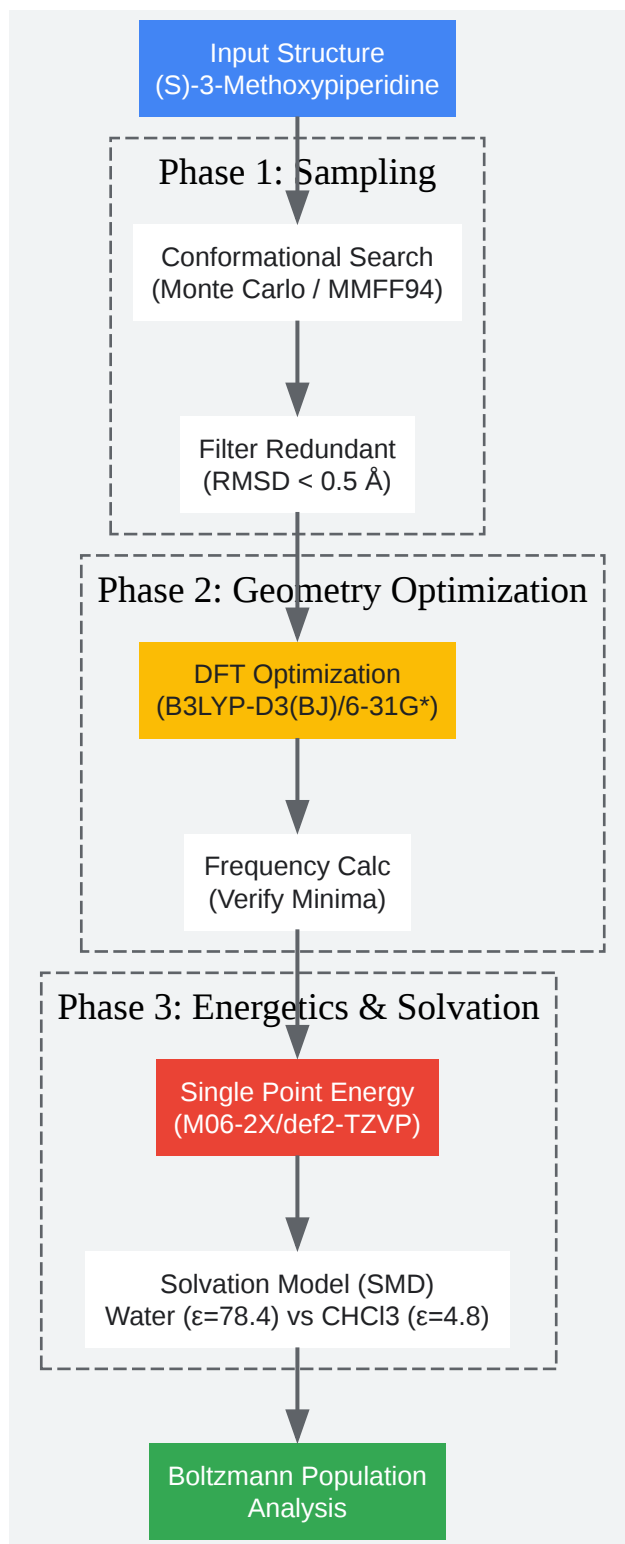 Input Structure
(S)-3-Methoxypiperidine
Phase 1: Sampling
Conformational Search
(Monte Carlo / MMFF94)
Filter Redundant
(RMSD < 0.5 Å)
Phase 2: Geometry Optimization
DFT Optimization
(B3LYP-D3(BJ)/6-31G*)
Frequency Calc
(Verify Minima)
Phase 3: Energetics & Solvation
Single Point Energy
(M06-2X/def2-TZVP)
Solvation Model (SMD)
Water (ε=78.4) vs CHCl3 (ε=4.8)
Boltzmann Population
Analysis